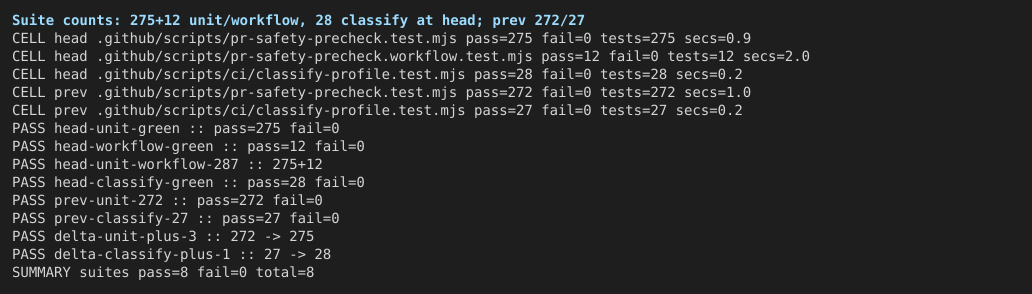 Suite counts: 275+12 unit/workflow, 28 classify at head; prev 272/27
CELL head .github/scripts/pr-safety-precheck.test.mjs pass=275 fail=0 tests=275 secs=0.9
CELL head .github/scripts/pr-safety-precheck.workflow.test.mjs pass=12 fail=0 tests=12 secs=2.0
CELL head .github/scripts/ci/classify-profile.test.mjs pass=28 fail=0 tests=28 secs=0.2
CELL prev .github/scripts/pr-safety-precheck.test.mjs pass=272 fail=0 tests=272 secs=1.0
CELL prev .github/scripts/ci/classify-profile.test.mjs pass=27 fail=0 tests=27 secs=0.2
PASS head-unit-green :: pass=275 fail=0
PASS head-workflow-green :: pass=12 fail=0
PASS head-unit-workflow-287 :: 275+12
PASS head-classify-green :: pass=28 fail=0
PASS prev-unit-272 :: pass=272 fail=0
PASS prev-classify-27 :: pass=27 fail=0
PASS delta-unit-plus-3 :: 272 -> 275
PASS delta-classify-plus-1 :: 27 -> 28
SUMMARY suites pass=8 fail=0 total=8